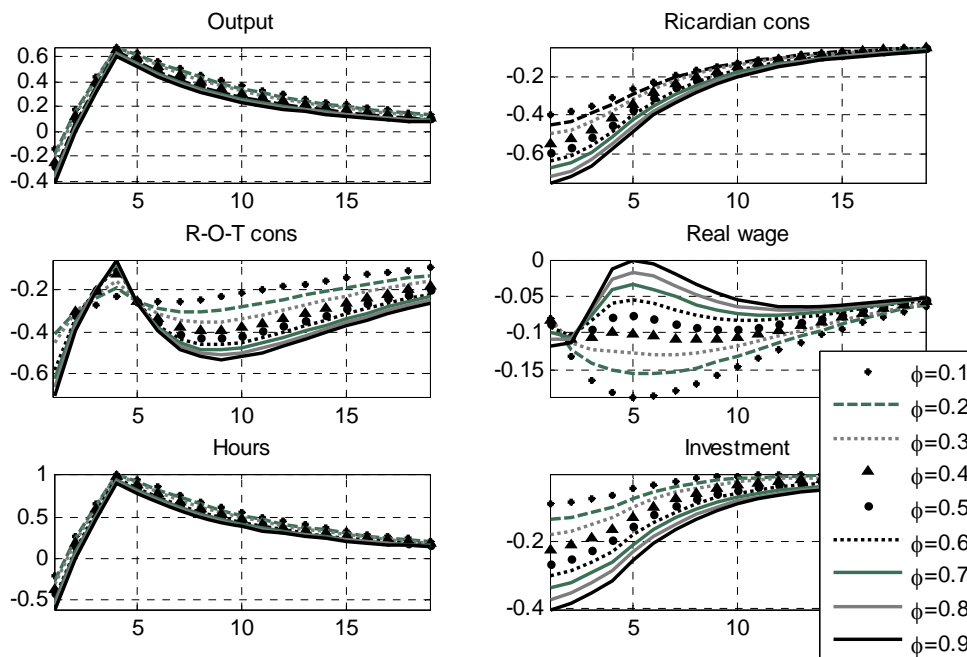 Output
0.6
0.4
0.2
0
-0.2
-0.4
5 10 15
Ricardian cons
-0.2
-0.4
-0.6
5 10 15
R-O-T cons
-0.2
-0.4
-0.6
5 10 15
Real wage
0
-0.05
-0.10
-0.15
5 10
Hours
1
0.5
0
-0.5
5 10 15
Investment
-0.2
-0.4
5 10
ϕ=0.1
ϕ=0.2
ϕ=0.3
ϕ=0.4
ϕ=0.5
ϕ=0.6
ϕ=0.7
ϕ=0.8
ϕ=0.9